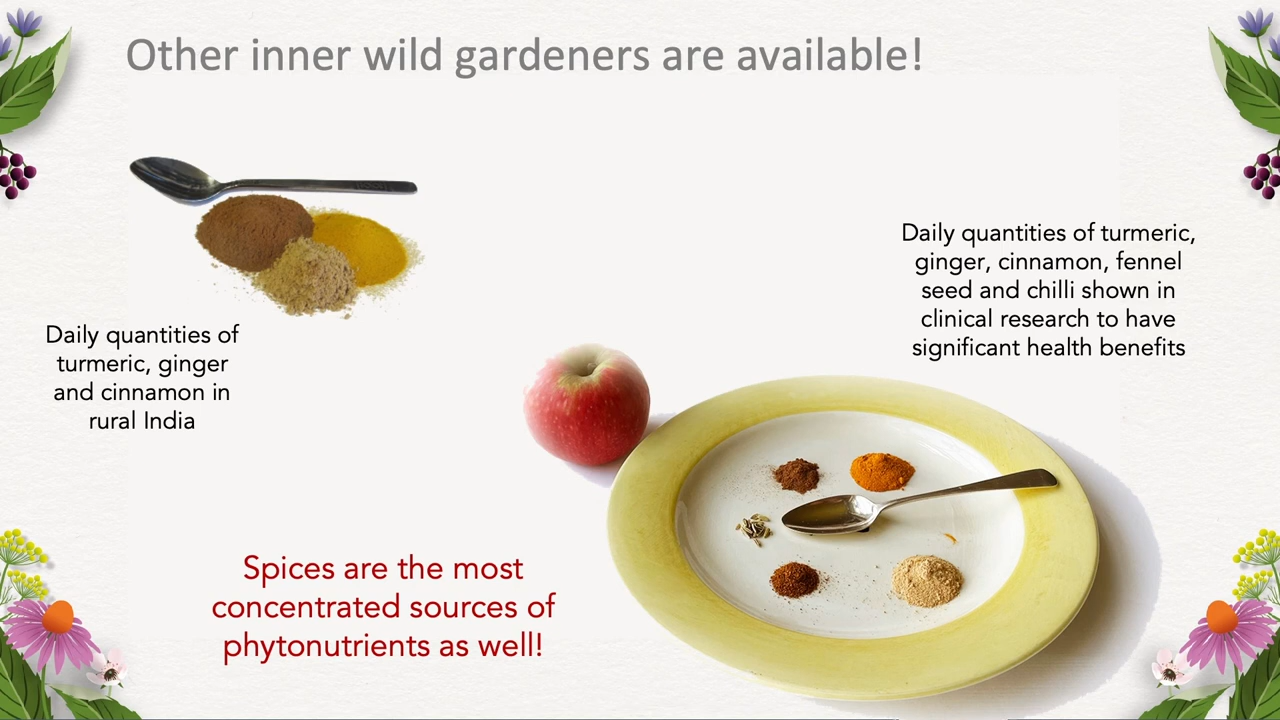 Other inner wild gardeners are available!
Daily quantities of turmeric,
ginger, cinnamon, fennel
seed and chilli shown in
clinical research to have
significant health benefits
Daily quantities of
turmeric, ginger
and cinnamon in
rural India
Spices are the most
concentrated sources of
phytonutrients as well!